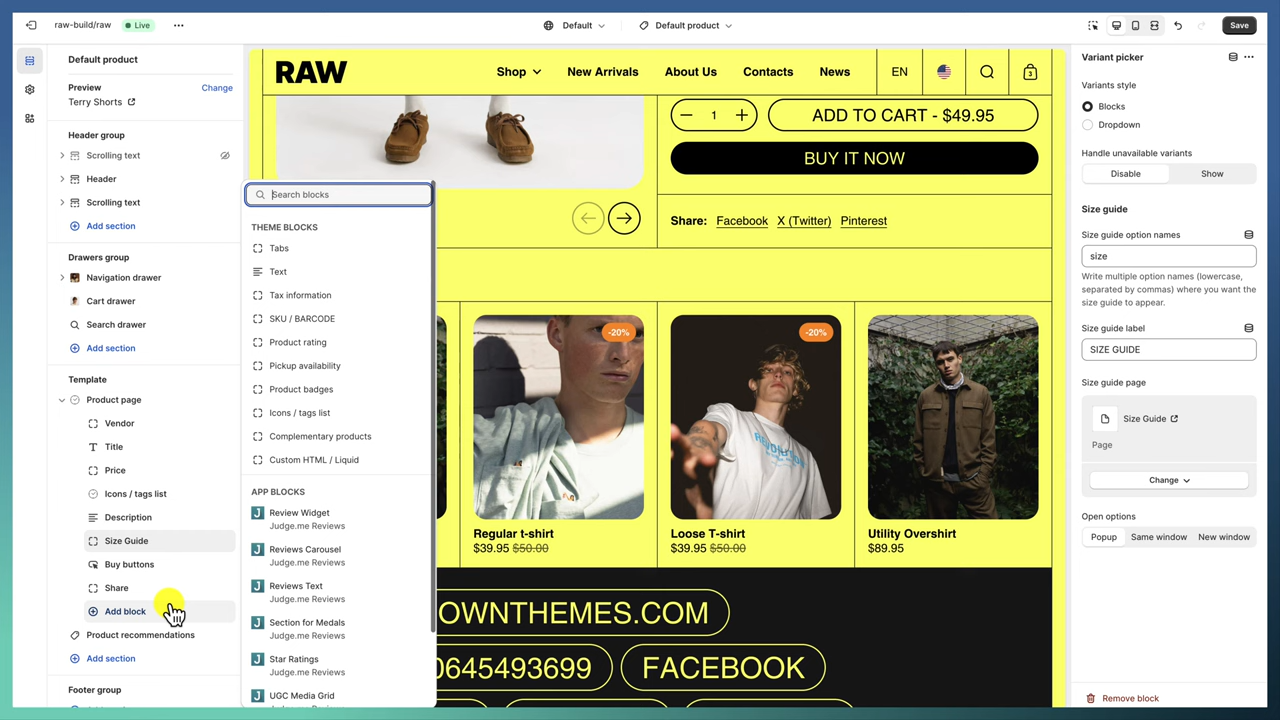 raw-build/raw
Live
Default
Default product
Save
Default product
Preview
Terry Shorts
Change
Header group
Scrolling text
Header
Scrolling text
Add section
Drawers group
Navigation drawer
Cart drawer
Search drawer
Add section
Template
Product page
Vendor
Title
Price
Icons / tags list
Description
Size Guide
Buy buttons
Share
Add block
Product recommendations
Add section
Footer group
Search blocks
THEME BLOCKS
Tabs
Text
Tax information
SKU / BARCODE
Product rating
Pickup availability
Product badges
Icons / tags list
Complementary products
Custom HTML / Liquid
APP BLOCKS
Review Widget
Judge.me Reviews
Reviews Carousel
Judge.me Reviews
Reviews Text
Judge.me Reviews
Section for Medals
Judge.me Reviews
Star Ratings
Judge.me Reviews
UGC Media Grid
Judge.me Reviews
RAW
Shop
New Arrivals
About Us
Contacts
News
EN
3
1
ADD TO CART - $49.95
BUY IT NOW
Share: Facebook X (Twitter) Pinterest
-20%
-20%
Regular t-shirt
$39.95 $50.00
Loose T-shirt
$39.95 $50.00
Utility Overshirt
$89.95
OWNTHEMES.COM
0645493699
FACEBOOK
Variant picker
Variants style
Blocks
Dropdown
Handle unavailable variants
Disable
Show
Size guide
Size guide option names
size
Write multiple option names (lowercase,
separated by commas) where you want the
size guide to appear.
Size guide label
SIZE GUIDE
Size guide page
Size Guide
Page
Change
Open options
Popup
Same window
New window
Remove block